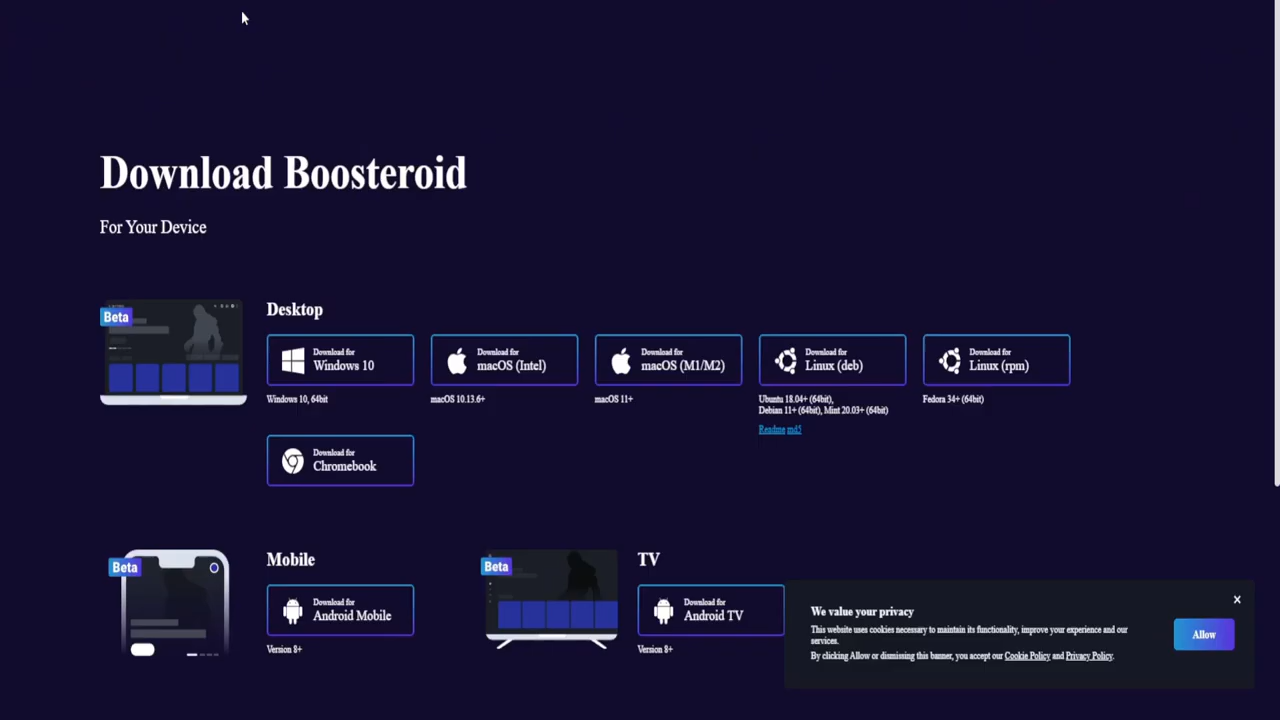 Download Boosteroid
For Your Device
Beta
Desktop
Download for
Windows 10
Windows 10, 64bit
Download for
macOS (Intel)
macOS 10.13.6+
Download for
macOS (M1/M2)
macOS 11+
Download for
Linux (deb)
Ubuntu 18.04+ (64bit),
Debian 11+ (64bit), Mint 20.03+ (64bit)
Readme md5
Download for
Linux (rpm)
Fedora 34+ (64bit)
Download for
Chromebook
Beta
Mobile
Download for
Android Mobile
Version 8+
Beta
TV
Download for
Android TV
Version 8+
We value your privacy
This website uses cookies necessary to maintain its functionality, improve your experience and our
services.
By clicking Allow or dismissing this banner, you accept our Cookie Policy and Privacy Policy.
Allow